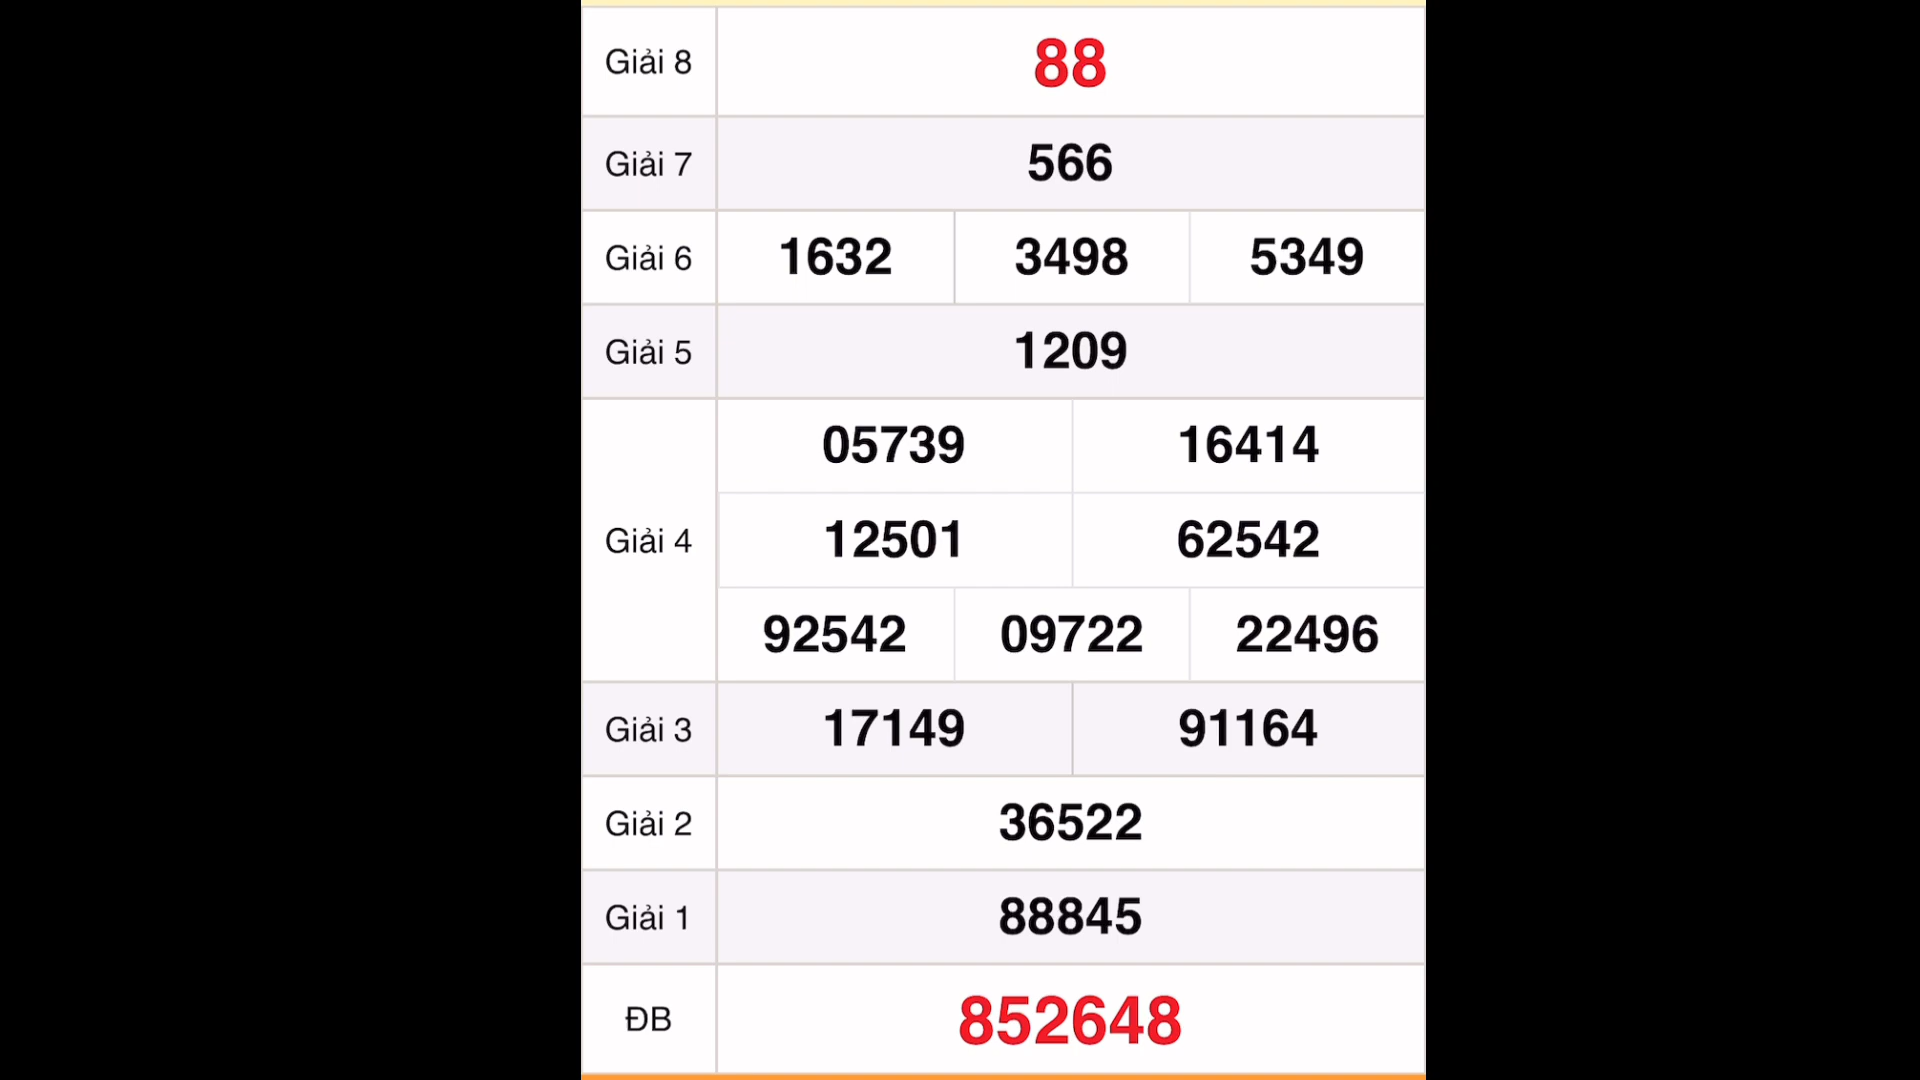 Giải 8 88
Giải 7 566
Giải 6 1632 3498 5349
Giải 5 1209
05739 16414
Giải 4 12501 62542
92542 09722 22496
Giải 3 17149 91164
Giải 2 36522
Giải 1 88845
ĐB 852648